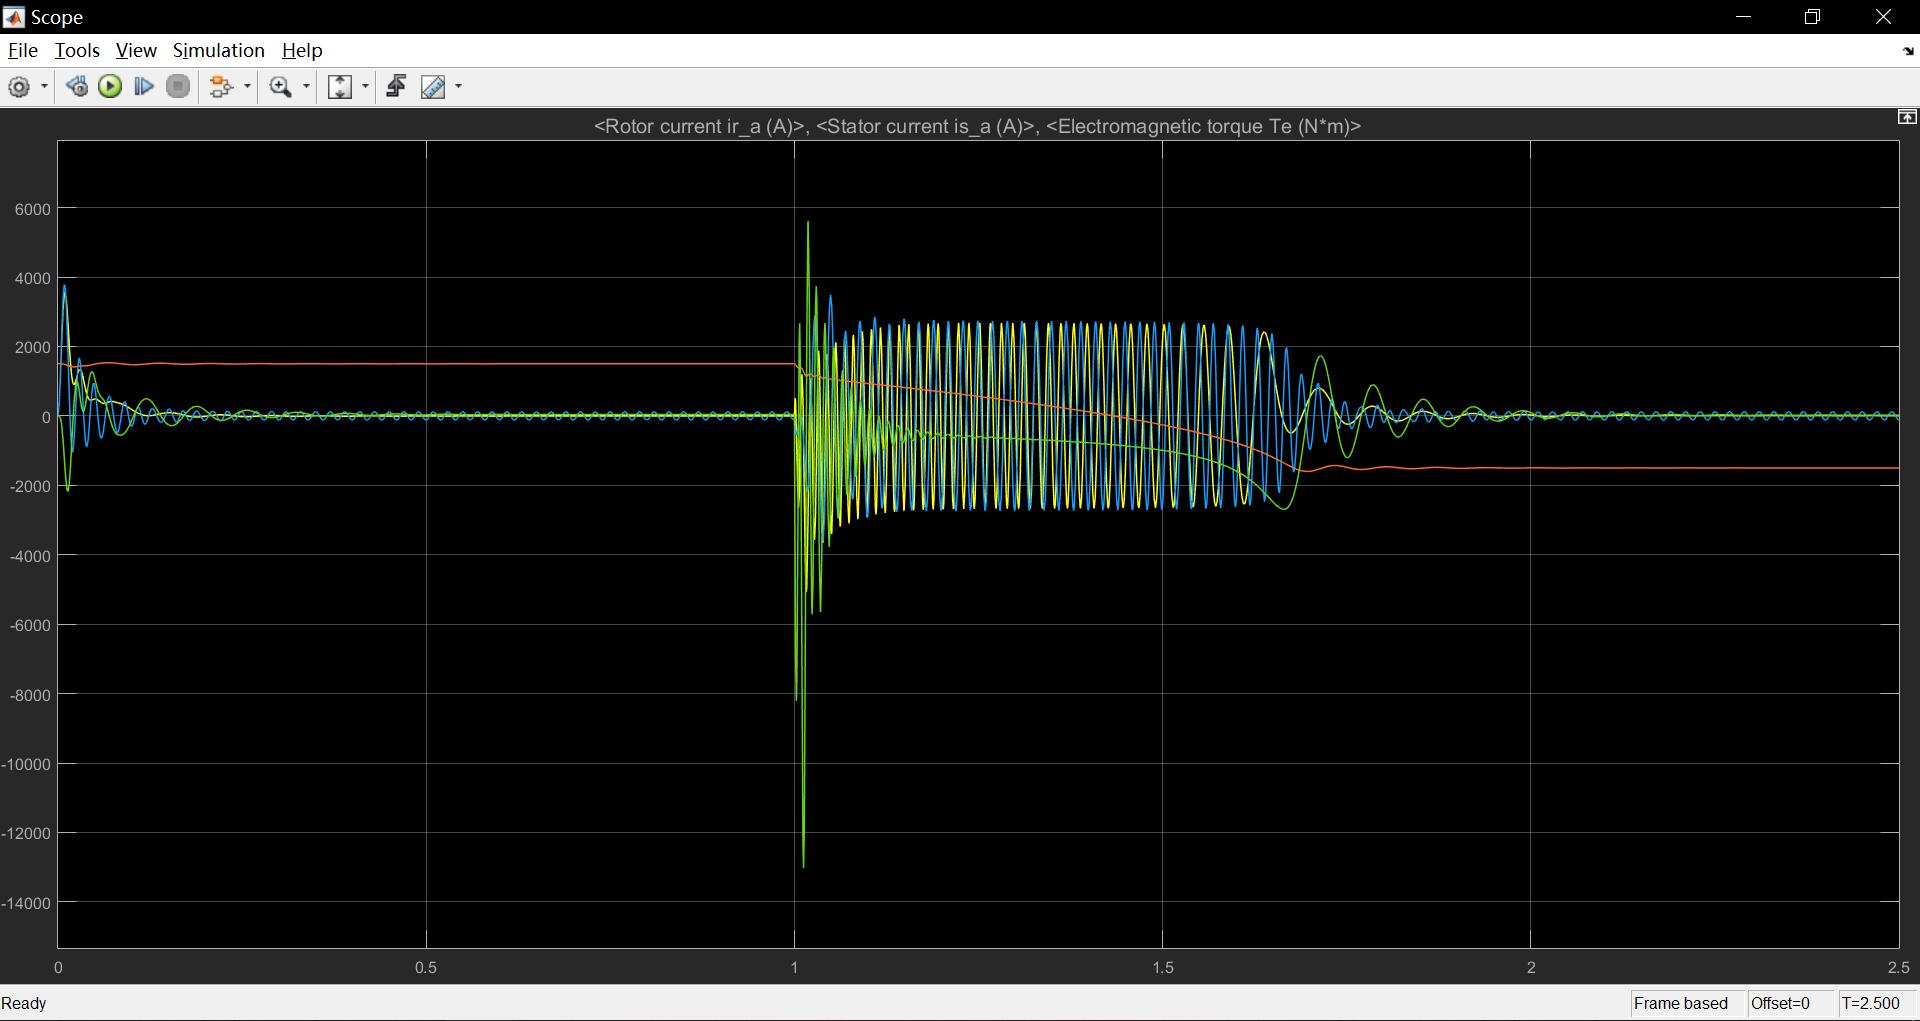 Scope
File Tools View Simulation Help
<Rotor current ir_a (A)>, <Stator current is_a (A)>, <Electromagnetic torque Te (N*m)>
6000
4000
2000
0
-2000
-4000
-6000
-8000
-10000
-12000
-14000
0 0.5 1 1.5 2 2.5
Ready Frame based Offset=0 T=2.500